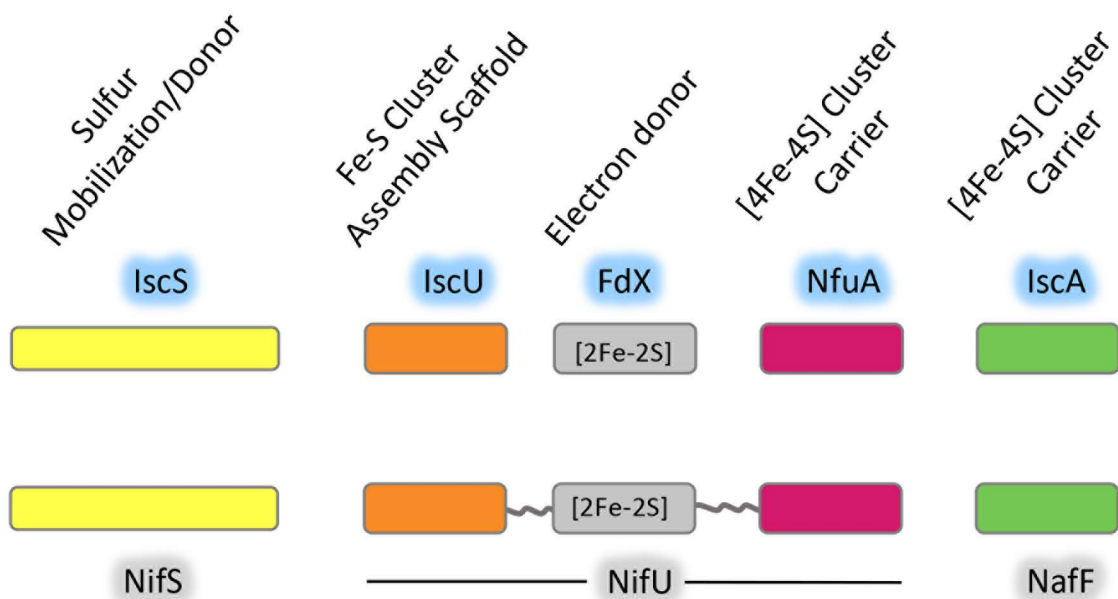 Sulfur
Mobilization/Donor
Fe-S Cluster
Assembly Scaffold
Electron donor
[4Fe-4S] Cluster
Carrier
[4Fe-4S] Cluster
Carrier
IscS
IscU
FdX
NfuA
IscA
[2Fe-2S]
[2Fe-2S]
NifS
NifU
NafF